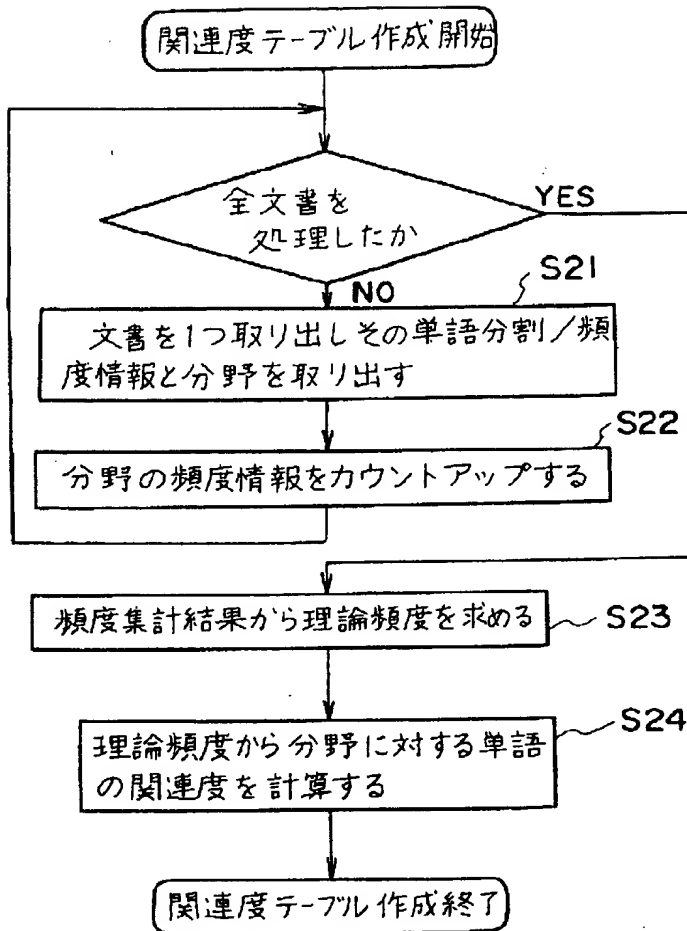 関連度テーブル作成開始
全文書を
処理したか
YES
NO
S21
文書を1つ取り出しその単語分割/頻
度情報と分野を取り出す
S22
分野の頻度情報をカウントアップする
頻度集計結果から理論頻度を求める
S23
S24
理論頻度から分野に対する単語
の関連度を計算する
関連度テーブル作成終了